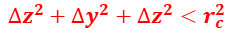 Δz² + Δy² + Δz² < r_c²